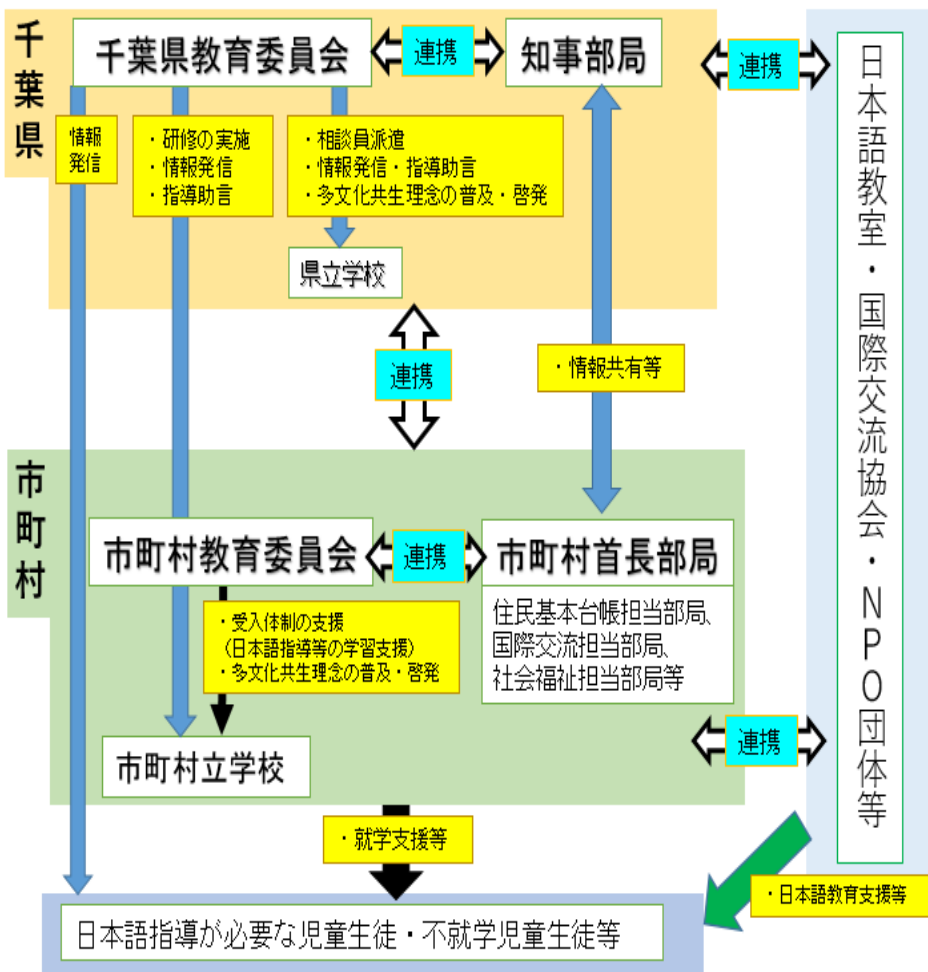 千葉県
千葉県教育委員会
連携
知事部局
連携
日本語教室・国際交流協会・NPO団体等
情報
発信
・研修の実施
・情報発信
・指導助言
・相談員派遣
・情報発信・指導助言
・多文化共生理念の普及・啓発
県立学校
連携
・情報共有等
市町村
市町村教育委員会
連携
市町村首長部局
住民基本台帳担当部局、
国際交流担当部局、
社会福祉担当部局等
・受入体制の支援
(日本語指導等の学習支援)
・多文化共生理念の普及・啓発
市町村立学校
連携
・就学支援等
・日本語教育支援等
日本語指導が必要な児童生徒・不就学児童生徒等